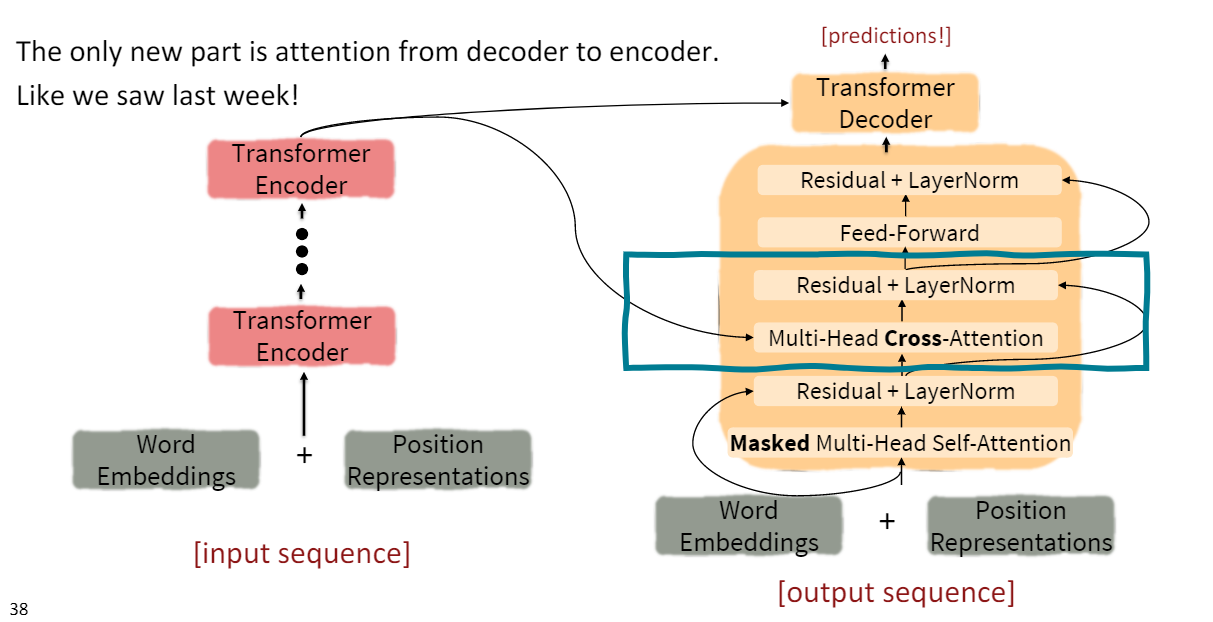 The only new part is attention from decoder to encoder.
Like we saw last week!
Transformer
Encoder
Transformer
Encoder
Word
Embeddings
+
Position
Representations
[input sequence]
[predictions!]
Transformer
Decoder
Residual + LayerNorm
Feed-Forward
Residual + LayerNorm
Multi-Head Cross-Attention
Residual + LayerNorm
Masked Multi-Head Self-Attention
Word
Embeddings
+
Position
Representations
[output sequence]
38